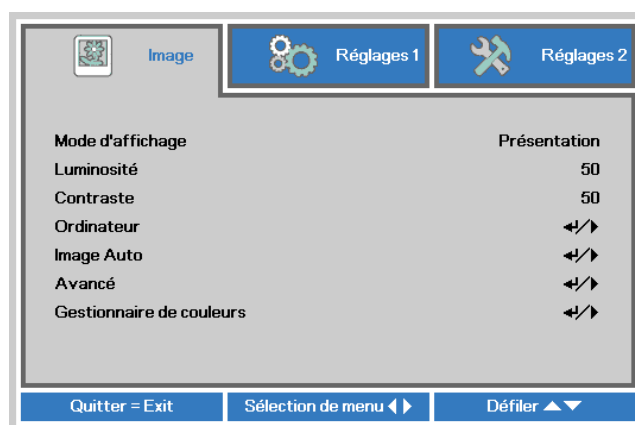 Image Réglages 1 Réglages 2
Mode d'affichage Présentation
Luminosité 50
Contraste 50
Ordinateur ↵/▶
Image Auto ↵/▶
Avancé ↵/▶
Gestionnaire de couleurs ↵/▶
Quitter = Exit Sélection de menu ◀▶ Défiler ▲▼